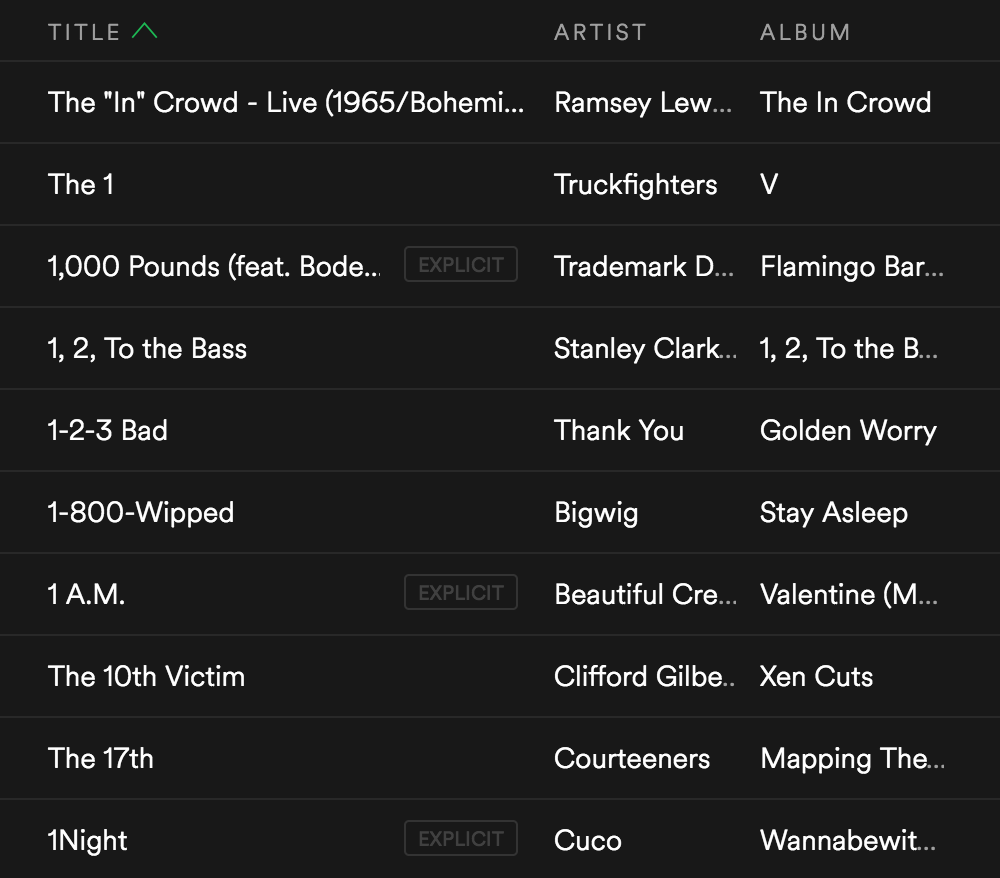 TITLE ARTIST ALBUM
The "In" Crowd - Live (1965/Bohemi... Ramsey Lew... The In Crowd
The 1 Truckfighters V
1,000 Pounds (feat. Bode... EXPLICIT Trademark D... Flamingo Bar...
1, 2, To the Bass Stanley Clark... 1, 2, To the B...
1-2-3 Bad Thank You Golden Worry
1-800-Wipped Bigwig Stay Asleep
1 A.M. EXPLICIT Beautiful Cre... Valentine (M...
The 10th Victim Clifford Gilbe.. Xen Cuts
The 17th Courteeners Mapping The...
1Night EXPLICIT Cuco Wannabewit...